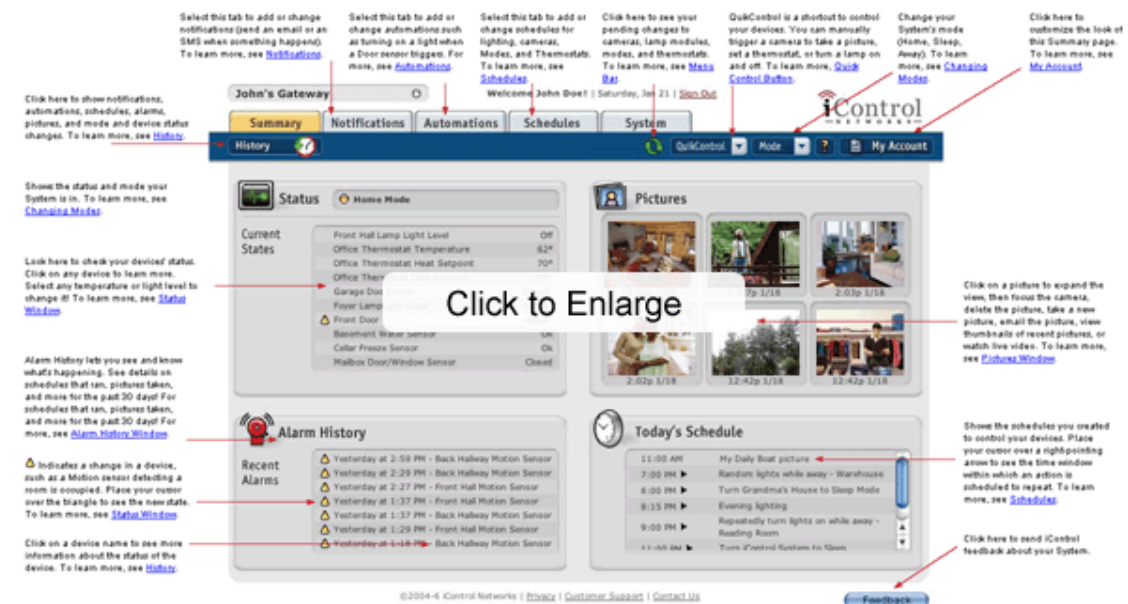 Select this tab to add or change
notifications (send an email or an
SMS when something happens).
To learn more, see Notifications.
Select this tab to add or
change automations such
as turning on a light when
a Door sensor triggers. For
more, see Automations.
Select this tab to add or
change schedules for
lighting, cameras,
Modes, and Thermostats.
To learn more, see
Schedules.
Click here to see your
pending changes to
cameras, lamp modules,
modes, and thermostats.
To learn more, see Menu
Bar.
QuikControl is a shortcut to control
your devices. You can manually
trigger a camera to take a picture,
set a thermostat, or turn a lamp on
and off. To learn more, Quick
Control Button.
Change your
System's mode
(Home, Sleep,
Away). To learn
more, see Changing
Modes.
Click here to
customize the look of
this Summary page.
To learn more, see
My Account.
John's Gateway
Welcome John Doe! | Saturday, Jan 21 | Sign Out
iControl
NETWORKS
Summary
Notifications
Automations
Schedules
System
History
QuikControl
Mode
?
My Account
Click here to show notifications,
automations, schedules, alarms,
pictures, and mode and device status
changes. To learn more, see History.
Shows the status and mode your
System is in. To learn more, see
Changing Modes.
Look here to check your devices' status.
Click on any device to learn more.
Select any temperature or light level to
change it! To learn more, see Status
Window.
Alarm History lets you see and know
what's happening. See details on
schedules that ran, pictures taken,
and more for the past 30 days! For
schedules that ran, pictures taken,
and more for the past 30 days! For
more, see Alarm History Window.
Indicates a change in a device,
such as a Motion sensor detecting a
room is occupied. Place your cursor
over the triangle to see the new state.
To learn more, see Status Window.
Click on a device name to see more
information about the status of the
device. To learn more, see History.
Status
Home Mode
Current
States
Front Hall Lamp Light Level Off
Office Thermostat Temperature 62°
Office Thermostat Heat Setpoint 70°
Office Ther
Garage Do
Foyer Lamp
Front Door
Basement Water Sensor Ok
Cellar Freeze Sensor Ok
Mailbox Door/Window Sensor Closed
Click to Enlarge
Pictures
7p 1/18
2:03p 1/18
2:02p 1/18
12:42p 1/18
12:42p 1/18
Click on a picture to expand the
view, then focus the camera,
delete the picture, take a new
picture, email the picture, view
thumbnails of recent pictures, or
watch live video. To learn more,
see Pictures Window.
Alarm History
Recent
Alarms
Yesterday at 2:59 PM - Back Hallway Motion Sensor
Yesterday at 2:29 PM - Back Hallway Motion Sensor
Yesterday at 2:27 PM - Front Hall Motion Sensor
Yesterday at 1:37 PM - Front Hall Motion Sensor
Yesterday at 1:37 PM - Back Hallway Motion Sensor
Yesterday at 1:29 PM - Front Hall Motion Sensor
Yesterday at 1:18 PM - Back Hallway Motion Sensor
Today's Schedule
11:00 AM My Daily Boat picture
7:00 PM Random lights while away - Warshouse
8:00 PM Turn Grandma's House to Sleep Mode
8:15 PM Evening lighting
9:00 PM Repeatedly turn lights on while away -
Reading Room
11:00 PM Turn iControl System to Sleep
Shows the schedules you created
to control your devices. Place
your cursor over a right-pointing
arrow to see the time window
within which an action is
scheduled to repeat. To learn
more, see Schedules.
Click here to send iControl
feedback about your System.
©2004-6 iControl Networks | Privacy | Customer Support | Contact Us
Feedback